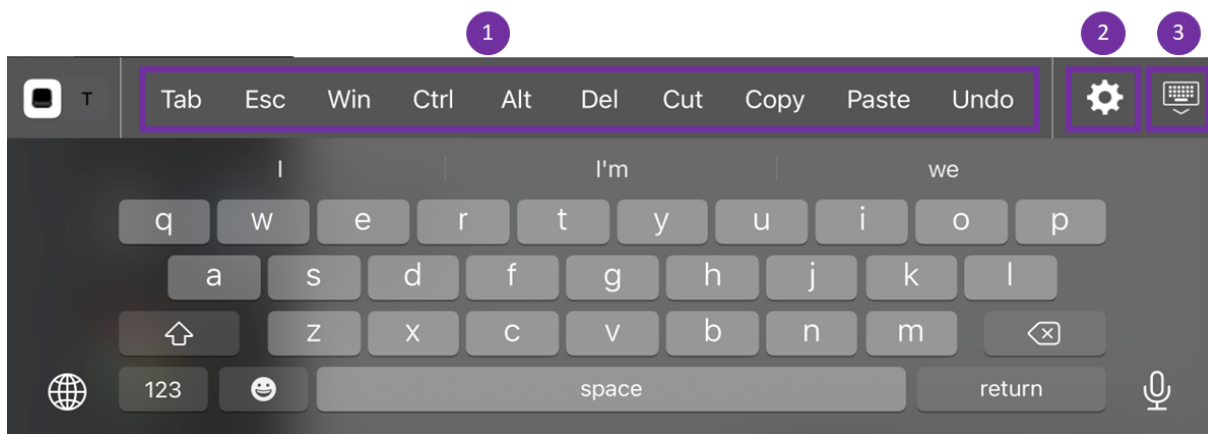 1 2 3
T Tab Esc Win Ctrl Alt Del Cut Copy Paste Undo
I I'm we
q w e r t y u i o p
a s d f g h j k l
z x c v b n m
123 space return